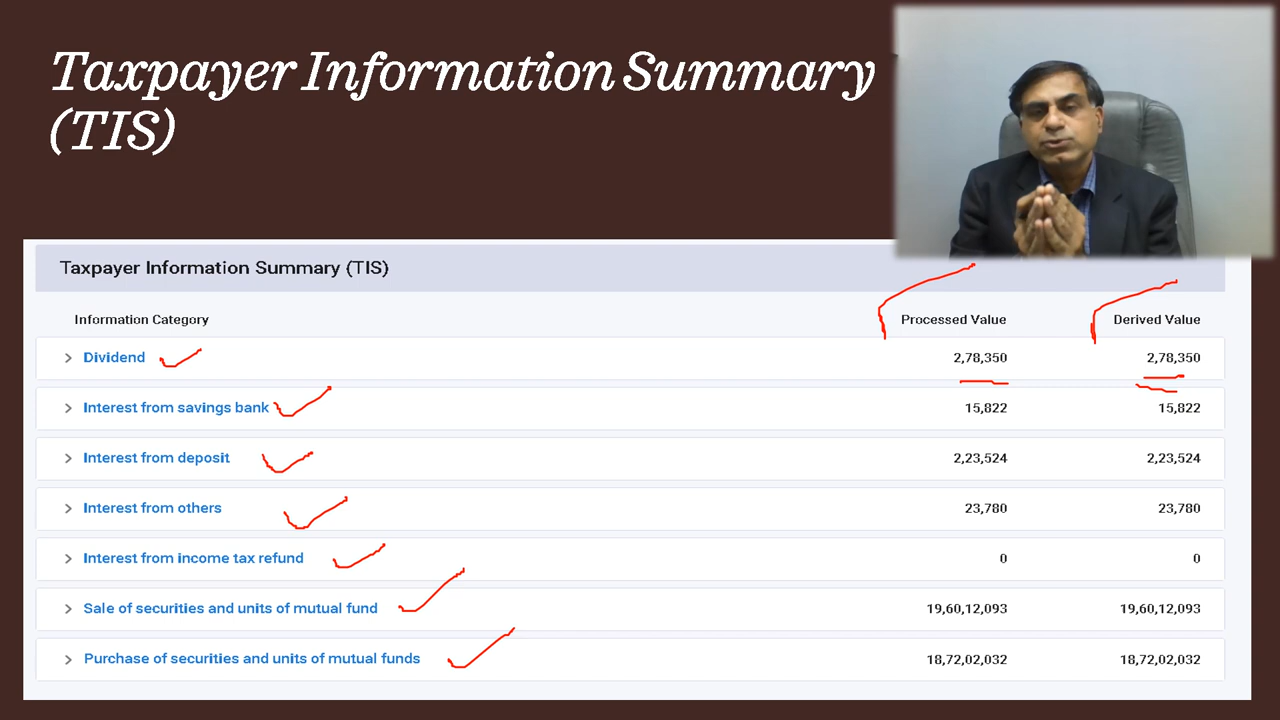 Taxpayer Information Summary
(TIS)
Taxpayer Information Summary (TIS)
Information Category Processed Value Derived Value
Dividend 2,78,350 2,78,350
Interest from savings bank 15,822 15,822
Interest from deposit 2,23,524 2,23,524
Interest from others 23,780 23,780
Interest from income tax refund 0 0
Sale of securities and units of mutual fund 19,60,12,093 19,60,12,093
Purchase of securities and units of mutual funds 18,72,02,032 18,72,02,032